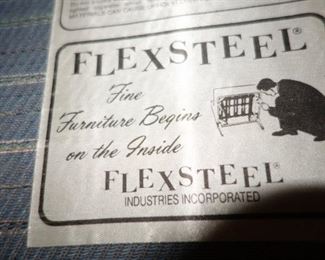 FLEXSTEEL®
Fine
Furniture Begins
on the Inside
FLEXSTEEL®
INDUSTRIES INCORPORATED